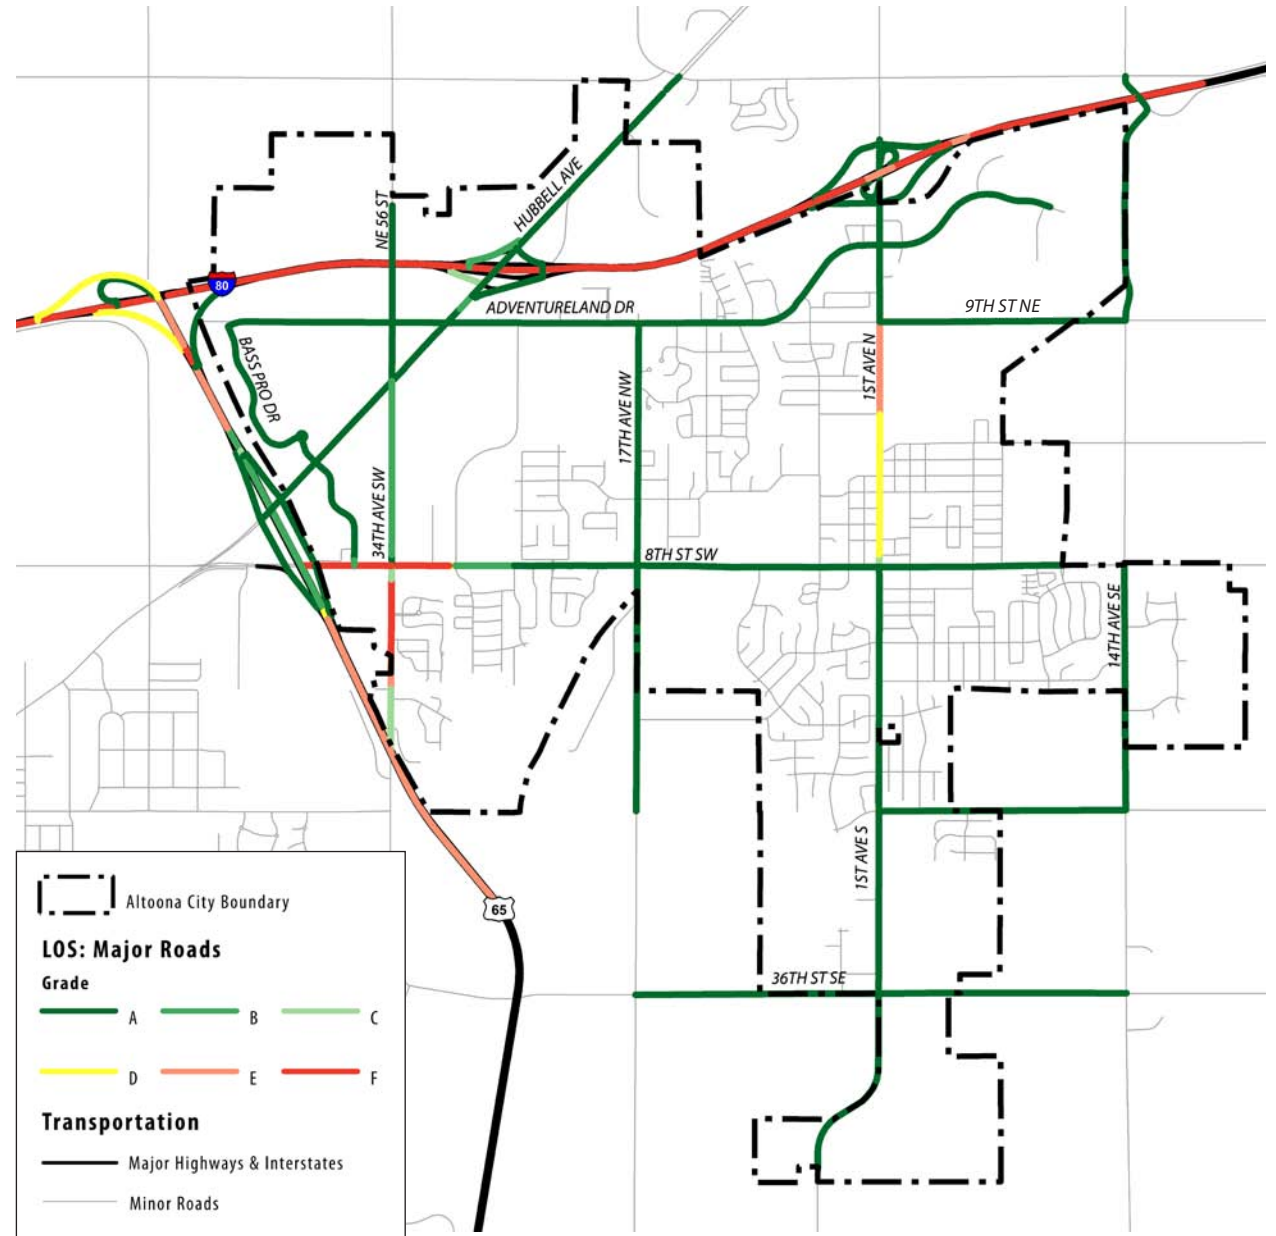 HUBBELL AVE
NE 56 ST
80
ADVENTURELAND DR
9TH ST NE
BASS PRO DR
1ST AVE N
17TH AVE NW
34TH AVE SW
8TH ST SW
14TH AVE SE
1ST AVE S
65
36TH ST SE
Altoona City Boundary
LOS: Major Roads
Grade
A B C
D E F
Transportation
Major Highways & Interstates
Minor Roads